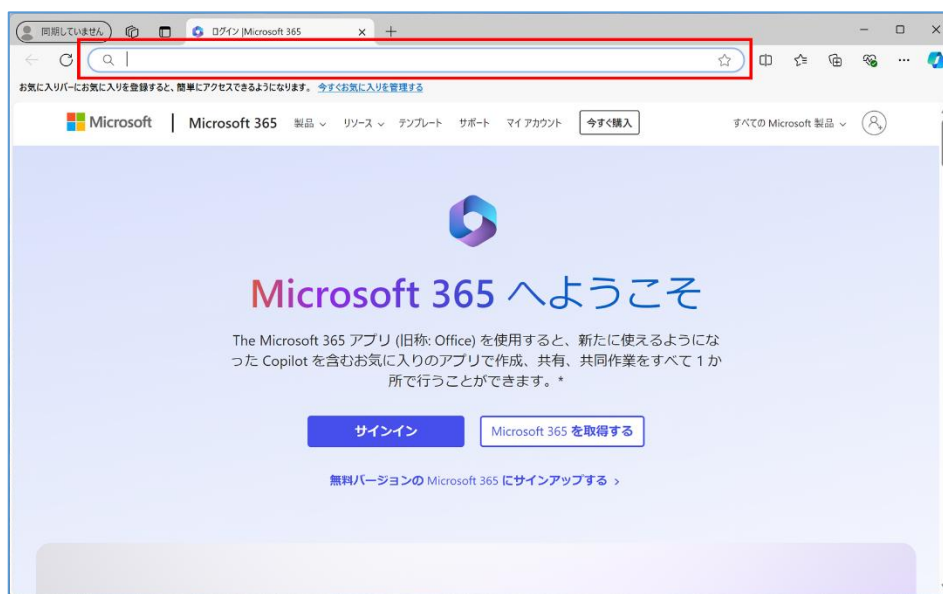 同期していません
ログイン |Microsoft 365
お気に入りバーにお気に入りを登録すると、簡単にアクセスできるようになります。 今すぐお気に入りを管理する
Microsoft | Microsoft 365 製品 リソース テンプレート サポート マイ アカウント 今すぐ購入 すべての Microsoft 製品
Microsoft 365 へようこそ
The Microsoft 365 アプリ (旧称: Office) を使用すると、新たに使えるようにな
った Copilot を含むお気に入りのアプリで作成、共有、共同作業をすべて 1 か
所で行うことができます。*
サインイン
Microsoft 365 を取得する
無料バージョンの Microsoft 365 にサインアップする